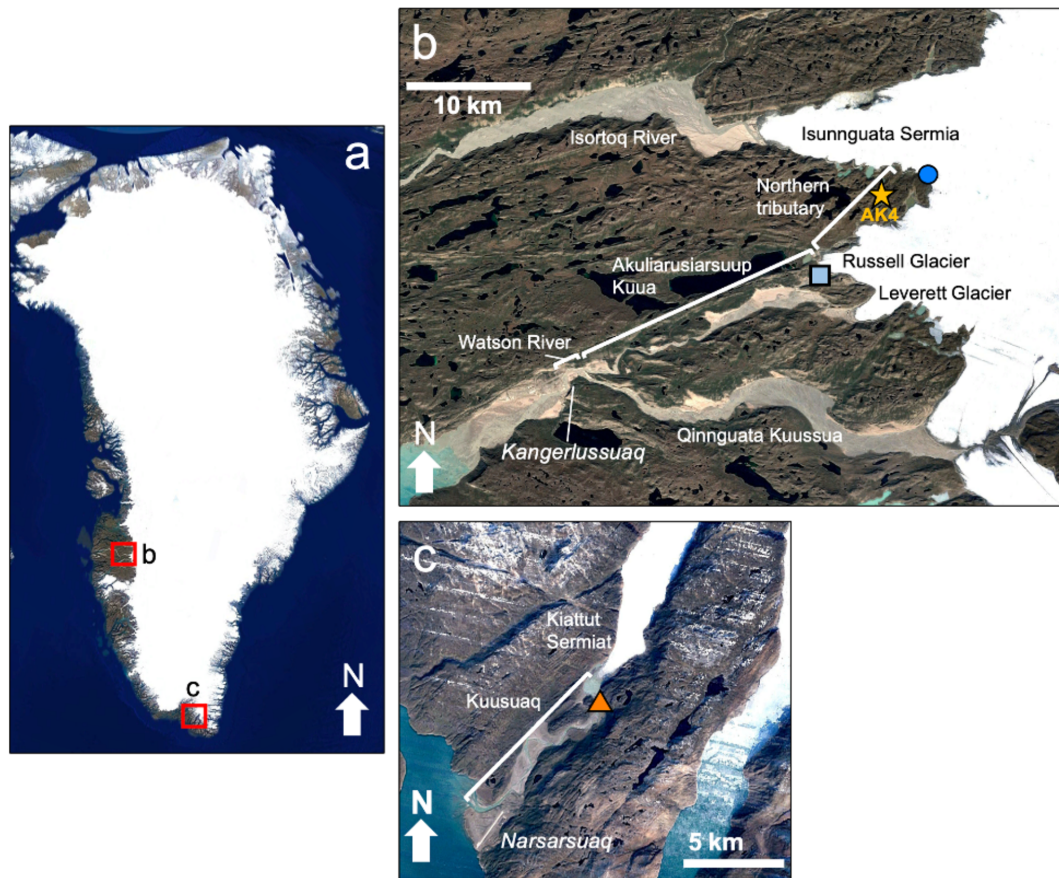 a
b
c
N
b
10 km
Isortoq River
Isunnguata Sermia
Northern
tributary
AK4
Akuliarusiarsuup
Kuua
Russell Glacier
Leverett Glacier
Watson River
Kangerlussuaq
Qinnguata Kuussua
N
c
Kiattut
Sermiat
Kuusuaq
Narsarsuaq
N
5 km